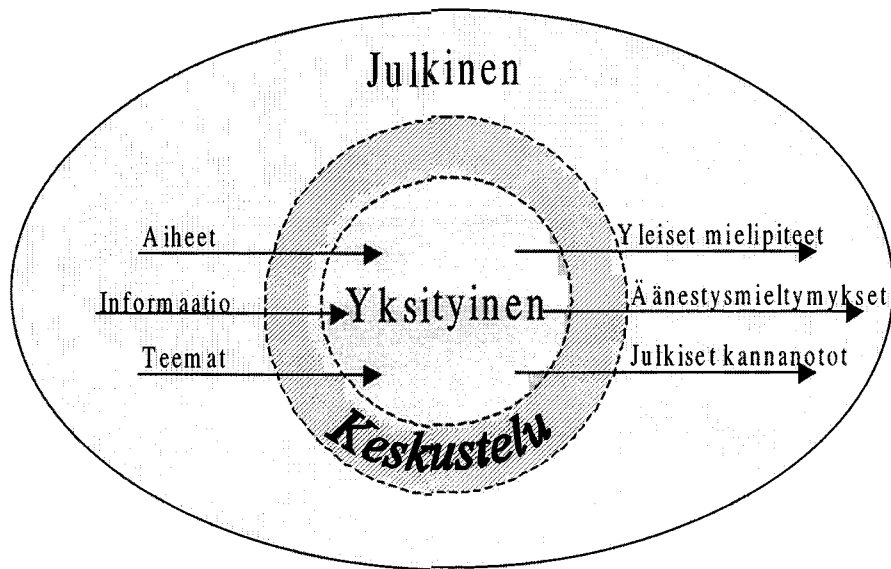 Julkinen
Aiheet
Yleiset mielipiteet
Informaatio
Yksityinen
Äänestysmieltymykset
Teemat
Julkiset kannanotot
Keskustelu